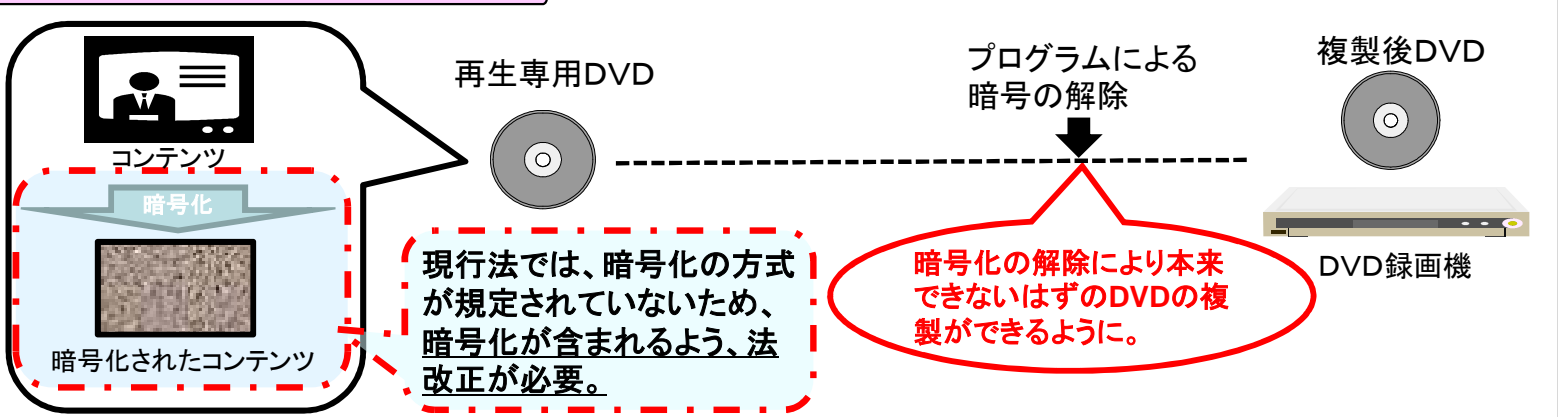 コンテンツ
暗号化
暗号化されたコンテンツ
再生専用DVD
現行法では、暗号化の方式
が規定されていないため、
暗号化が含まれるよう、法
改正が必要。
プログラムによる
暗号の解除
暗号化の解除により本来
できないはずのDVDの複
製ができるように。
複製後DVD
DVD録画機